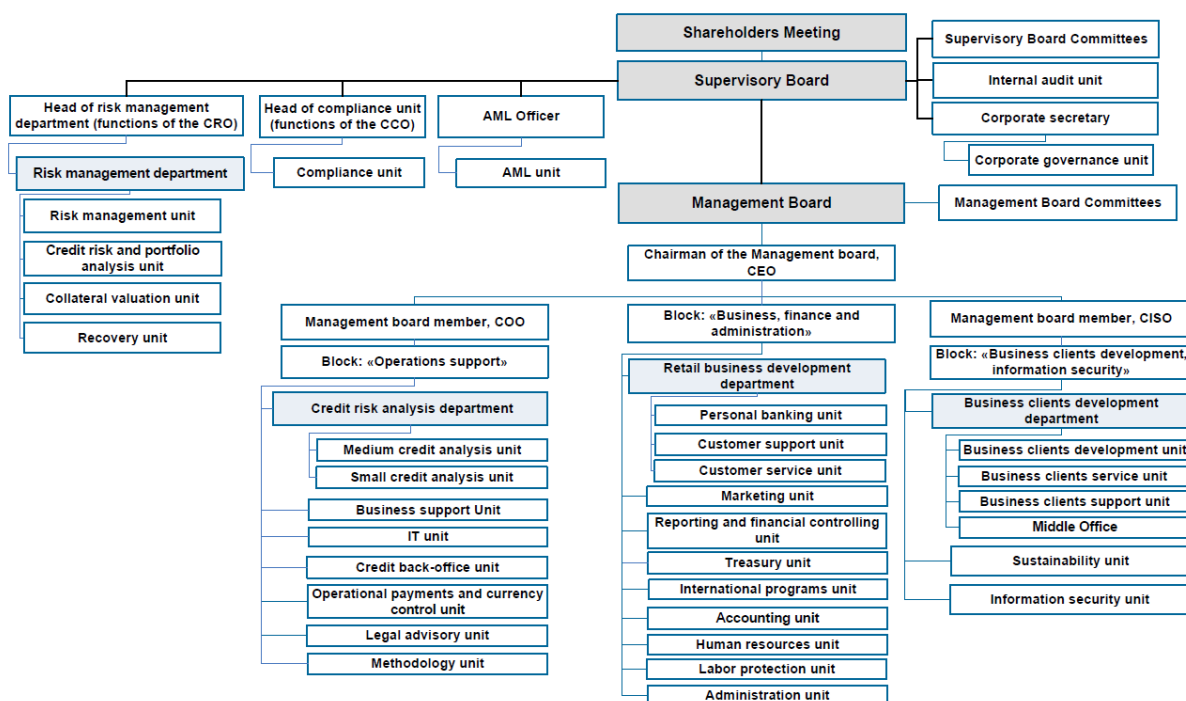 Shareholders Meeting
Supervisory Board
Supervisory Board Committees
Internal audit unit
Corporate secretary
Corporate governance unit
Head of risk management
department (functions of the CRO)
Head of compliance unit
(functions of the CCO)
AML Officer
Risk management department
Compliance unit
AML unit
Risk management unit
Credit risk and portfolio
analysis unit
Collateral valuation unit
Recovery unit
Management Board
Management Board Committees
Chairman of the Management board,
CEO
Management board member, COO
Block: «Operations support»
Credit risk analysis department
Medium credit analysis unit
Small credit analysis unit
Business support Unit
IT unit
Credit back-office unit
Operational payments and currency
control unit
Legal advisory unit
Methodology unit
Block: «Business, finance and
administration»
Retail business development
department
Personal banking unit
Customer support unit
Customer service unit
Marketing unit
Reporting and financial controlling
unit
Treasury unit
International programs unit
Accounting unit
Human resources unit
Labor protection unit
Administration unit
Management board member, CISO
Block: «Business clients development,
information security»
Business clients development
department
Business clients development unit
Business clients service unit
Business clients support unit
Middle Office
Sustainability unit
Information security unit